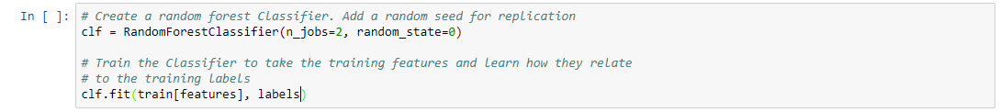 In [ ]: # Create a random forest Classifier. Add a random seed for replication
clf = RandomForestClassifier(n_jobs=2, random_state=0)
# Train the Classifier to take the training features and learn how they relate
# to the training labels
clf.fit(train[features], labels)